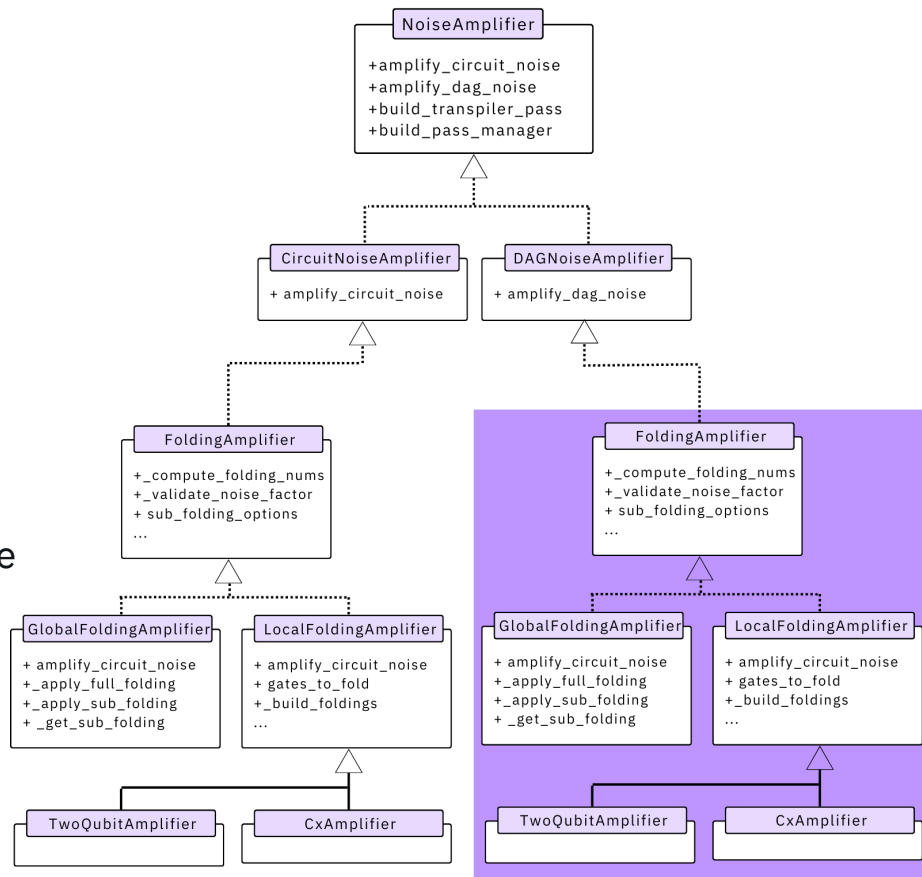 NoiseAmplifier
+amplify_circuit_noise
+amplify_dag_noise
+build_transpiler_pass
+build_pass_manager
CircuitNoiseAmplifier
+ amplify_circuit_noise
DAGNoiseAmplifier
+ amplify_dag_noise
FoldingAmplifier
+_compute_folding_nums
+_validate_noise_factor
+ sub_folding_options
...
FoldingAmplifier
+_compute_folding_nums
+_validate_noise_factor
+ sub_folding_options
...
e
GlobalFoldingAmplifier
+ amplify_circuit_noise
+_apply_full_folding
+_apply_sub_folding
+ _get_sub_folding
LocalFoldingAmplifier
+ amplify_circuit_noise
+ gates_to_fold
+_build_foldings
...
GlobalFoldingAmplifier
+ amplify_circuit_noise
+_apply_full_folding
+_apply_sub_folding
+ _get_sub_folding
LocalFoldingAmplifier
+ amplify_circuit_noise
+ gates_to_fold
+_build_foldings
...
TwoQubitAmplifier
CxAmplifier
TwoQubitAmplifier
CxAmplifier